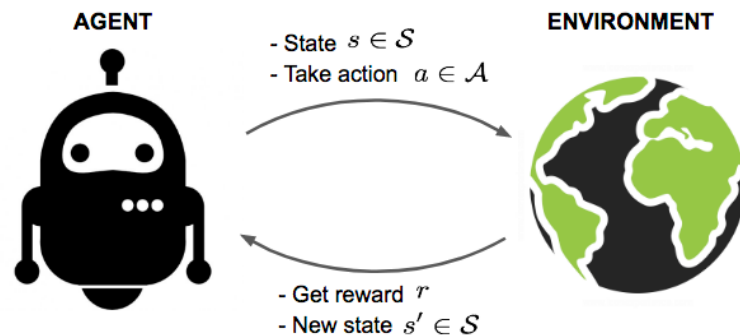 AGENT
ENVIRONMENT
- State s ∈ 𝒮
- Take action a ∈ 𝒜
- Get reward r
- New state s′ ∈ 𝒮